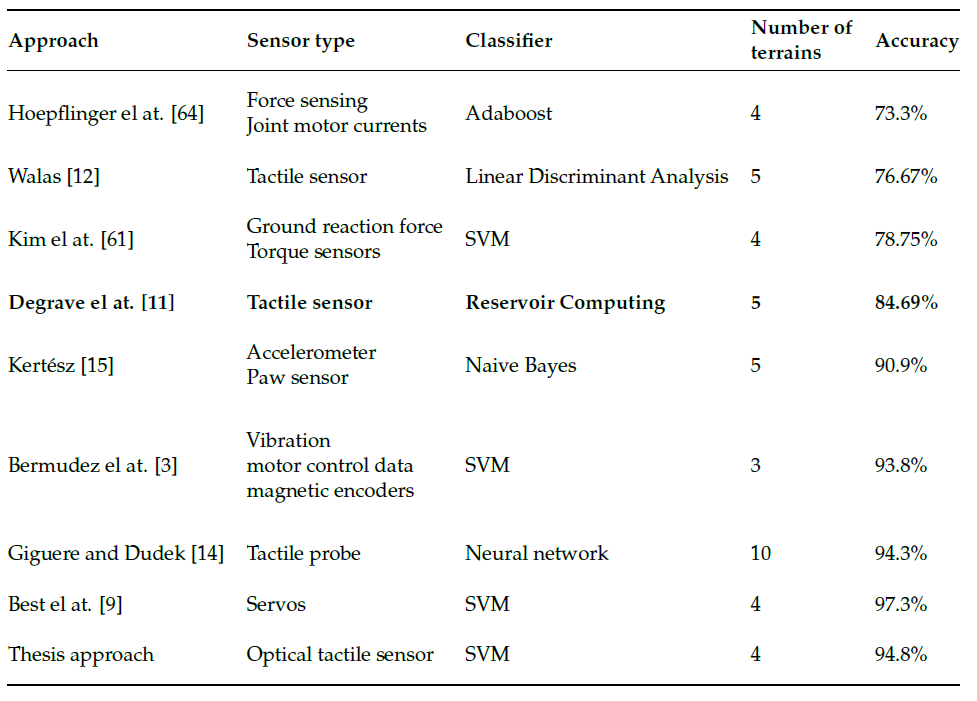 Approach Sensor type Classifier Number of terrains Accuracy
Hoepflinger el at. [64] Force sensing Joint motor currents Adaboost 4 73.3%
Walas [12] Tactile sensor Linear Discriminant Analysis 5 76.67%
Kim el at. [61] Ground reaction force Torque sensors SVM 4 78.75%
Degrave el at. [11] Tactile sensor Reservoir Computing 5 84.69%
Kertész [15] Accelerometer Paw sensor Naive Bayes 5 90.9%
Bermudez el at. [3] Vibration motor control data magnetic encoders SVM 3 93.8%
Giguere and Dudek [14] Tactile probe Neural network 10 94.3%
Best el at. [9] Servos SVM 4 97.3%
Thesis approach Optical tactile sensor SVM 4 94.8%